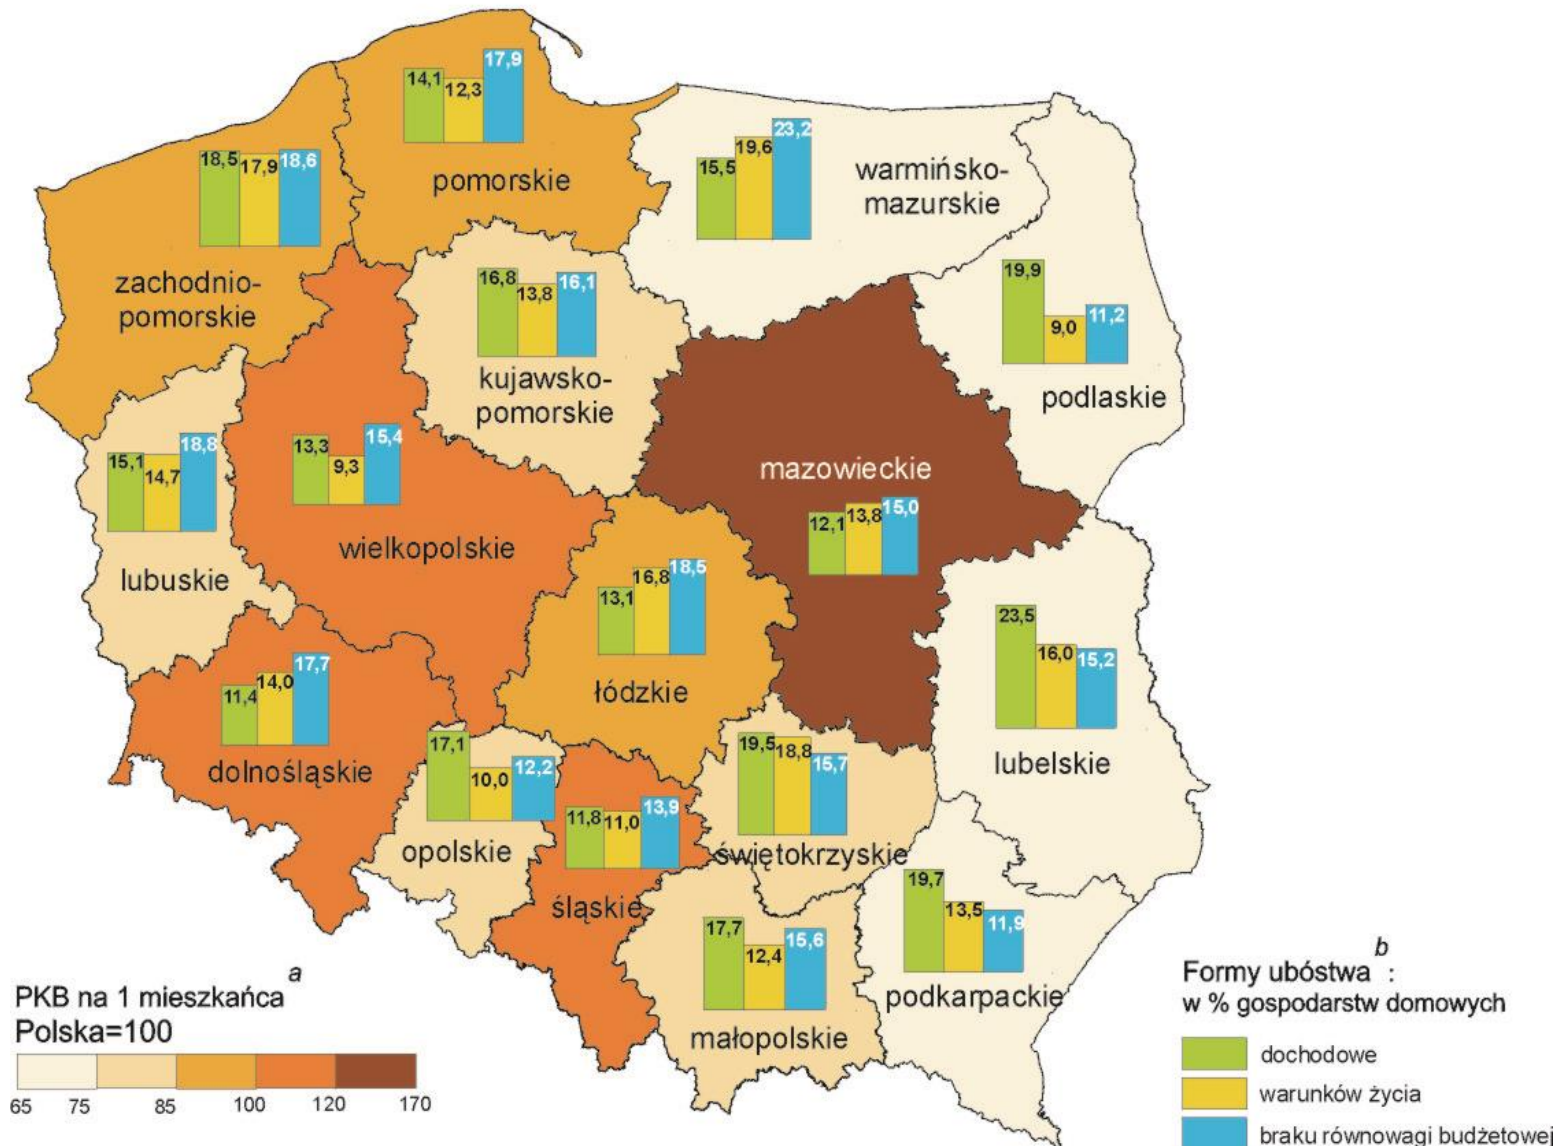 14,1
12,3
17,9
pomorskie
18,5
17,9
18,6
zachodnio-
pomorskie
15,5
19,6
23,2
warmińsko-
mazurskie
16,8
13,8
16,1
kujawsko-
pomorskie
19,9
9,0
11,2
podlaskie
15,1
14,7
18,8
lubuskie
13,3
9,3
15,4
wielkopolskie
mazowieckie
12,1
13,8
15,0
13,1
16,8
18,5
łódzkie
23,5
16,0
15,2
lubelskie
11,4
14,0
17,7
dolnośląskie
17,1
10,0
12,2
opolskie
11,8
11,0
13,9
śląskie
19,5
18,8
15,7
świętokrzyskie
17,7
12,4
15,6
małopolskie
19,7
13,5
11,9
podkarpackie
PKB na 1 mieszkańca a
Polska=100
65 75 85 100 120 170
Formy ubóstwa b :
w % gospodarstw domowych
dochodowe
warunków życia
braku równowagi budżetowej